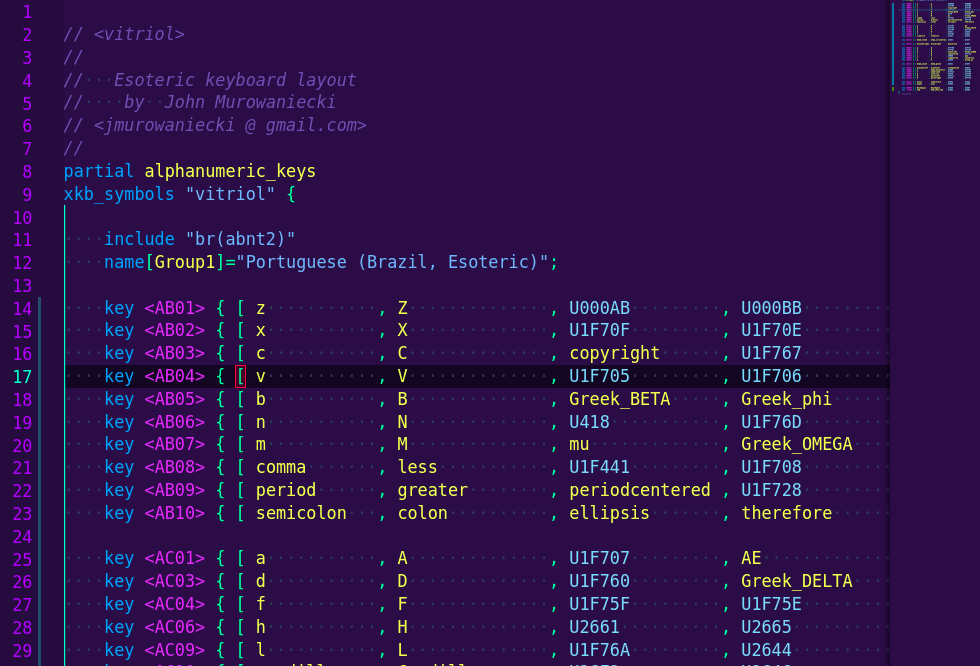 1
2 // <vitriol>
3 //
4 // Esoteric keyboard layout
5 // by John Murowaniecki
6 // <jmurowaniecki @ gmail.com>
7 //
8 partial alphanumeric_keys
9 xkb_symbols "vitriol" {
10
11 include "br(abnt2)"
12 name[Group1]="Portuguese (Brazil, Esoteric)";
13
14 key <AB01> { [ z , Z , U000AB , U000BB
15 key <AB02> { [ x , X , U1F70F , U1F70E
16 key <AB03> { [ c , C , copyright , U1F767
17 key <AB04> { [ v , V , U1F705 , U1F706
18 key <AB05> { [ b , B , Greek_BETA , Greek_phi
19 key <AB06> { [ n , N , U418 , U1F76D
20 key <AB07> { [ m , M , mu , Greek_OMEGA
21 key <AB08> { [ comma , less , U1F441 , U1F708
22 key <AB09> { [ period , greater , periodcentered , U1F728
23 key <AB10> { [ semicolon , colon , ellipsis , therefore
24
25 key <AC01> { [ a , A , U1F707 , AE
26 key <AC03> { [ d , D , U1F760 , Greek_DELTA
27 key <AC04> { [ f , F , U1F75F , U1F75E
28 key <AC06> { [ h , H , U2661 , U2665
29 key <AC09> { [ l , L , U1F76A , U2644